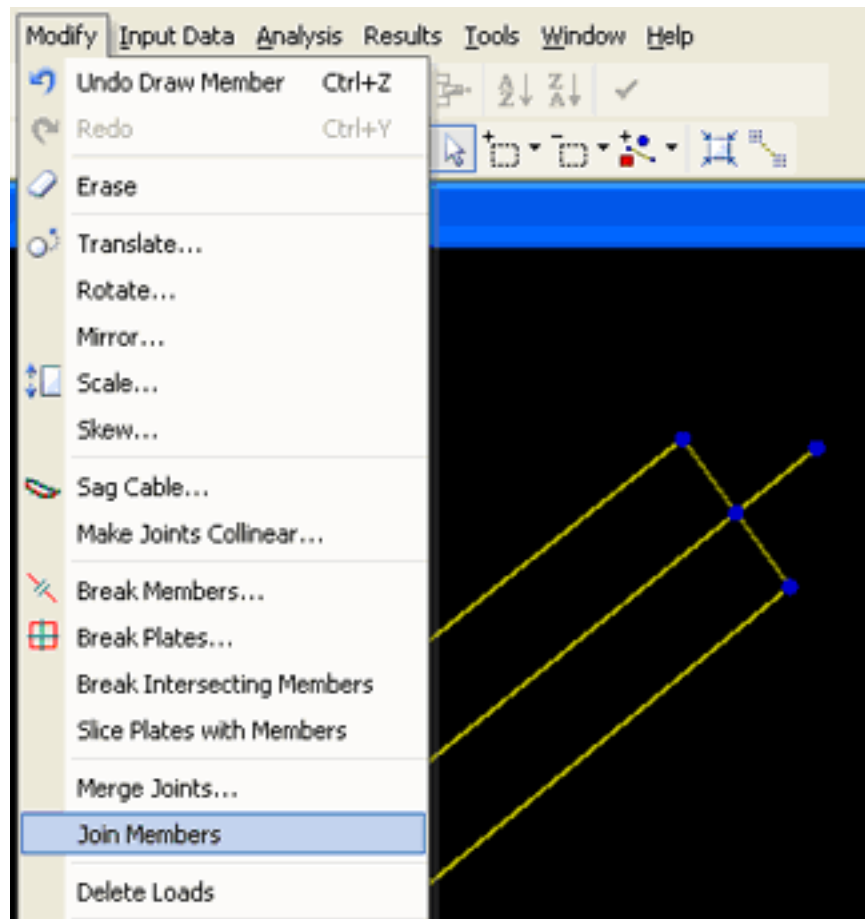 Modify Input Data Analysis Results Tools Window Help
Undo Draw Member Ctrl+Z
Redo Ctrl+Y
Erase
Translate...
Rotate...
Mirror...
Scale...
Skew...
Sag Cable...
Make Joints Collinear...
Break Members...
Break Plates...
Break Intersecting Members
Slice Plates with Members
Merge Joints...
Join Members
Delete Loads